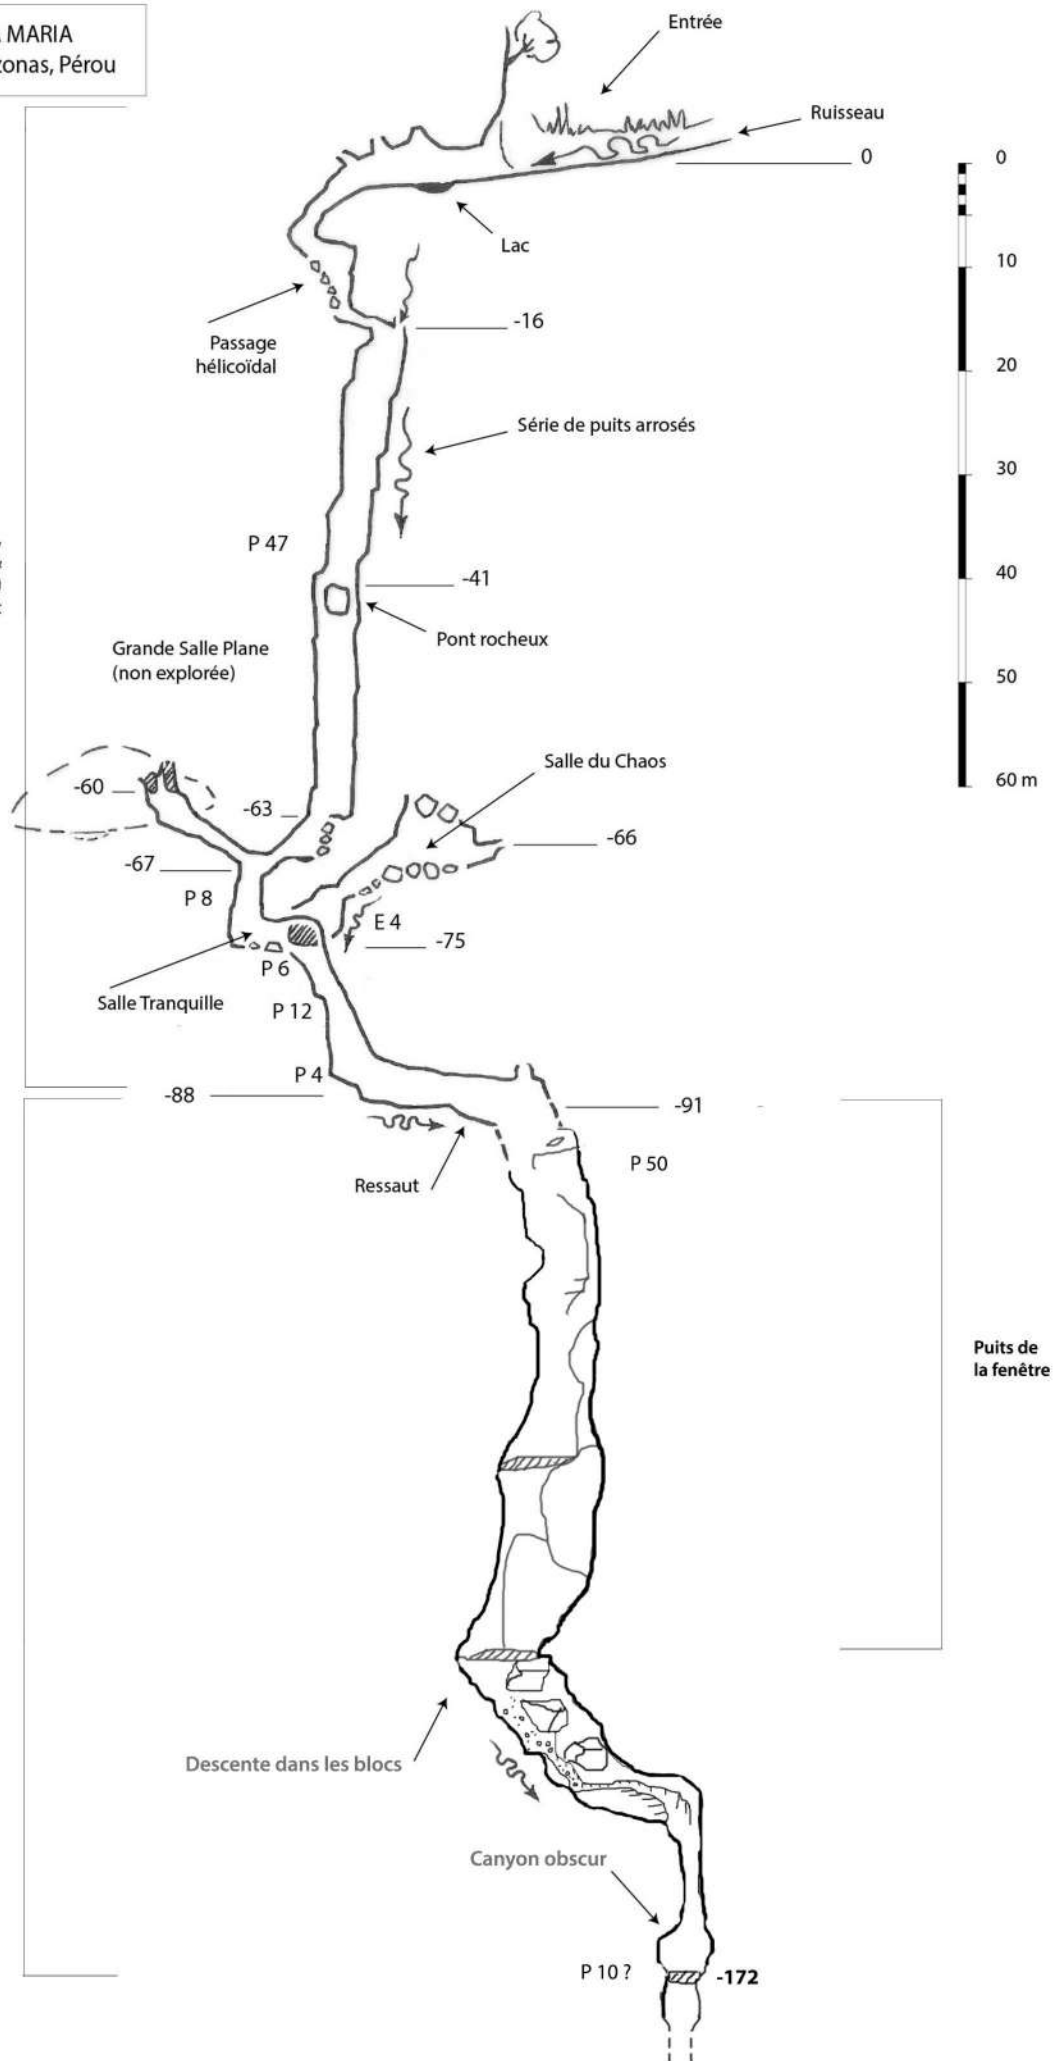 MARIA
Pérou
Entrée
Ruisseau
0
0
Lac
10
-16
Passage
hélicoïdal
20
Série de puits arrosés
30
P 47
-41
40
Pont rocheux
Grande Salle Plane
(non explorée)
50
Salle du Chaos
60 m
-60
-63
-66
-67
P 8
E 4
-75
P 6
Salle Tranquille
P 12
P 4
-88
-91
P 50
Ressaut
Puits de
la fenêtre
Descente dans les blocs
Canyon obscur
P 10 ?
-172